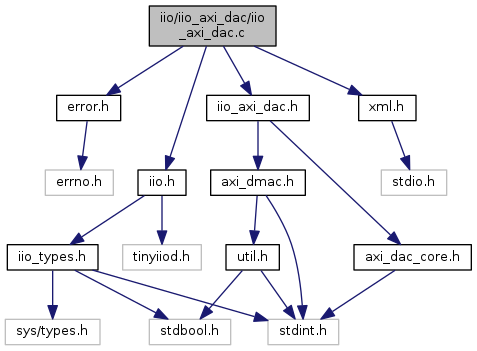 iio/iio_axi_dac/iio
_axi_dac.c
error.h
iio_axi_dac.h
xml.h
errno.h
iio.h
axi_dmac.h
stdio.h
iio_types.h
tinyiiod.h
util.h
axi_dac_core.h
sys/types.h
stdbool.h
stdint.h